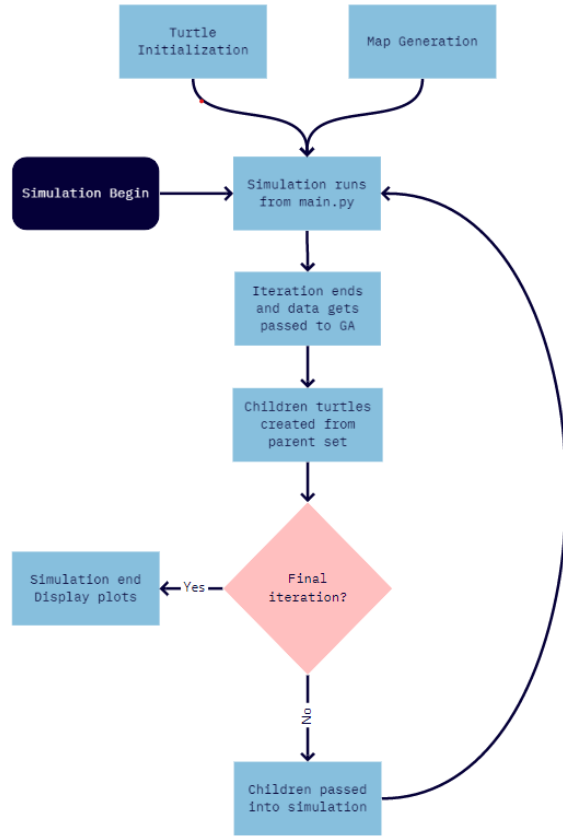 Turtle
Initialization
Map Generation
Simulation Begin
Simulation runs
from main.py
Iteration ends
and data gets
passed to GA
Children turtles
created from
parent set
Final
iteration?
Yes
Simulation end
Display plots
No
Children passed
into simulation